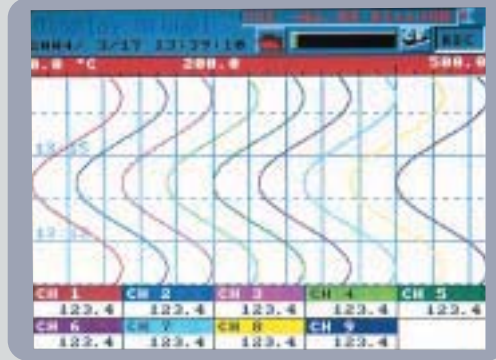 2004/ 3/17 13:39:10 REC
0.0 °C 200.0 500.0
CH 1 CH 2 CH 3 CH 4 CH 5
123.4 123.4 123.4 123.4 123.4
CH 6 CH 7 CH 8 CH 9
123.4 123.4 123.4 123.4